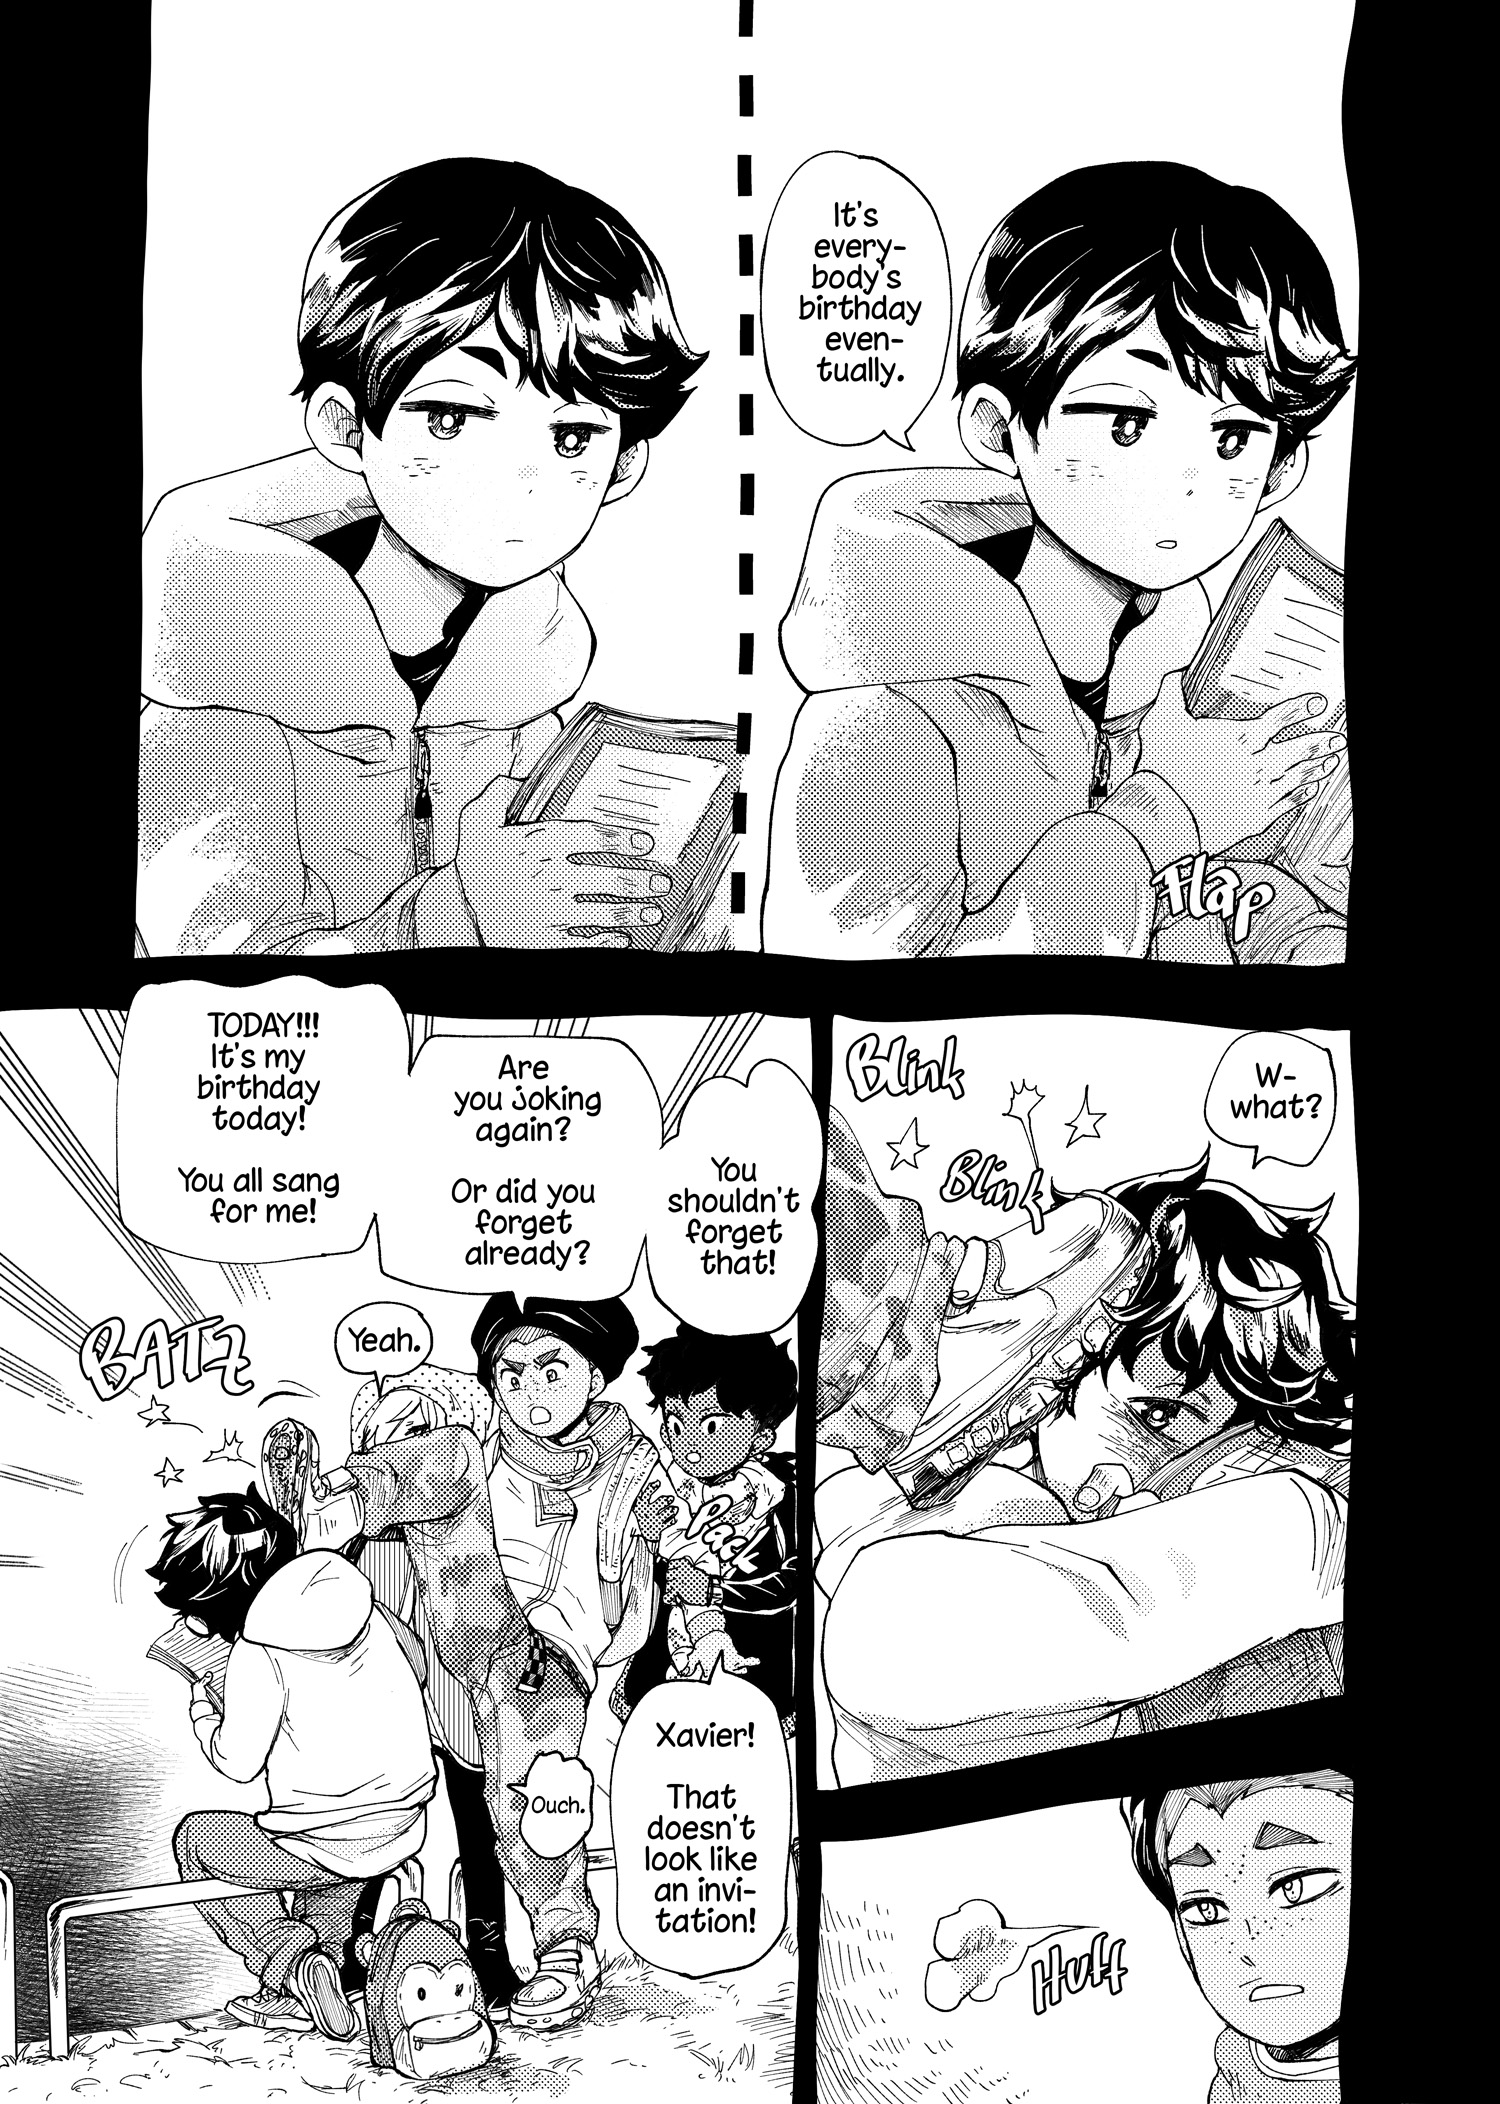 It's
every-
body's
birthday
even-
tually.
Flap
TODAY!!!
It's my
birthday
today!
You all sang
for me!
Are
you joking
again?
Or did you
forget
already?
You
shouldn't
forget
that!
Yeah.
BATZ
Pack
Ouch.
Xavier!
That
doesn't
look like
an invi-
tation!
Blink
Blink
W-
what?
Huff